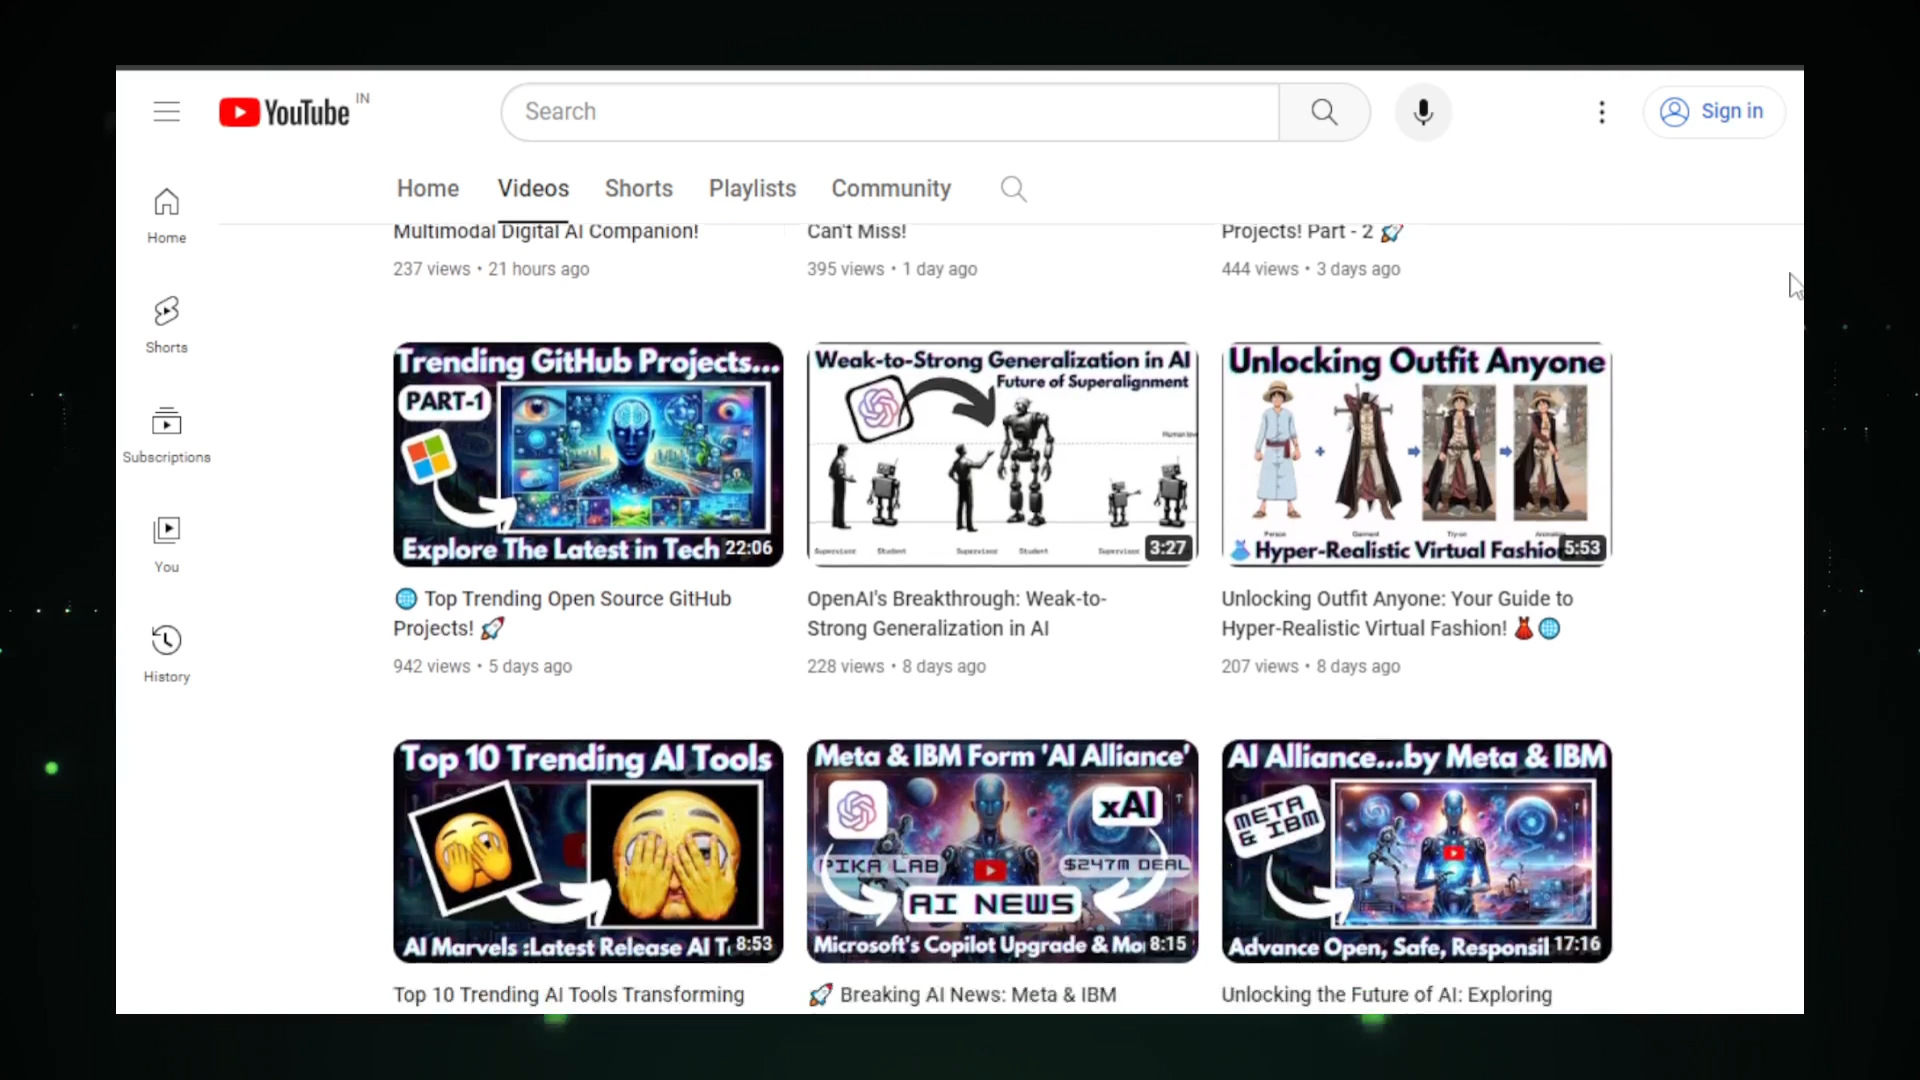 YouTube IN
Search
Sign in
Home Videos Shorts Playlists Community
Home
Shorts
Subscriptions
You
History
Multimodal Digital AI Companion!
237 views • 21 hours ago
Can't Miss!
395 views • 1 day ago
Projects! Part - 2 🚀
444 views • 3 days ago
Trending GitHub Projects...
PART-1
Explore The Latest in Tech 22:06
🌐 Top Trending Open Source GitHub
Projects! 🚀
942 views • 5 days ago
Weak-to-Strong Generalization in AI
Future of Superalignment
Supervisor Student Supervisor Student Supervisor
3:27
OpenAI's Breakthrough: Weak-to-
Strong Generalization in AI
228 views • 8 days ago
Unlocking Outfit Anyone
Person Garment Try-on Animation
👗 Hyper-Realistic Virtual Fashion 5:53
Unlocking Outfit Anyone: Your Guide to
Hyper-Realistic Virtual Fashion! 👗🌐
207 views • 8 days ago
Top 10 Trending AI Tools
AI Marvels :Latest Release AI T 8:53
Top 10 Trending AI Tools Transforming
Meta & IBM Form 'AI Alliance'
xAI
PIKA LAB $247M DEAL
AI NEWS
Microsoft's Copilot Upgrade & Mo 8:15
🚀 Breaking AI News: Meta & IBM
AI Alliance...by Meta & IBM
META
& IBM
Advance Open, Safe, Responsi 17:16
Unlocking the Future of AI: Exploring